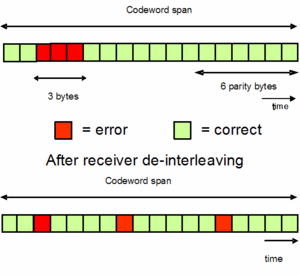 Codeword span
6 parity bytes
3 bytes
time
= error
= correct
After receiver de-interleaving
Codeword span
time